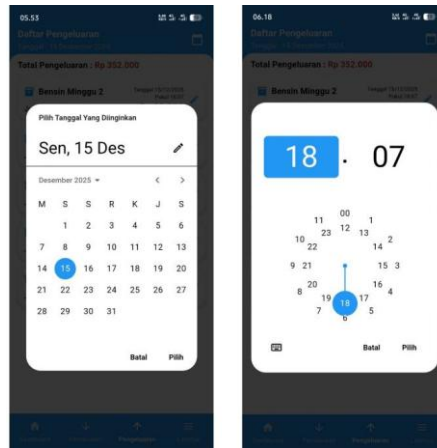 05.53
Daftar Pengeluaran
Total Pengeluaran : Rp 352.000
Bensin Minggu 2
Pilih Tanggal Yang Diinginkan
Sen, 15 Des
Desember 2025
M S S R K J S
1 2 3 4 5 6
7 8 9 10 11 12 13
14 15 16 17 18 19 20
21 22 23 24 25 26 27
28 29 30 31
Batal Pilih
Pengeluaran
06.18
Daftar Pengeluaran
Total Pengeluaran : Rp 352.000
Bensin Minggu 2
18 . 07
00
11 1
23 12 13
10 22 14 2
9 21 15 3
8 20 16 4
19 18 17
7 6 5
Batal Pilih
Pengeluaran